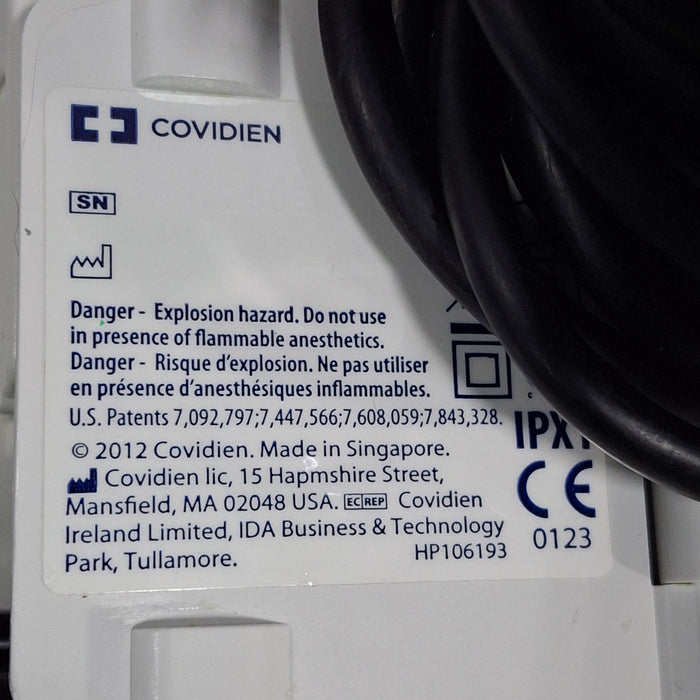 COVIDIEN
SN
Danger - Explosion hazard. Do not use
in presence of flammable anesthetics.
Danger - Risque d'explosion. Ne pas utiliser
en présence d'anesthésiques inflammables.
U.S. Patents 7,092,797;7,447,566;7,608,059;7,843,328.
© 2012 Covidien. Made in Singapore.
Covidien lic, 15 Hapmshire Street,
Mansfield, MA 02048 USA. EC REP Covidien
Ireland Limited, IDA Business & Technology
Park, Tullamore.
HP106193
IPX1
CE
0123